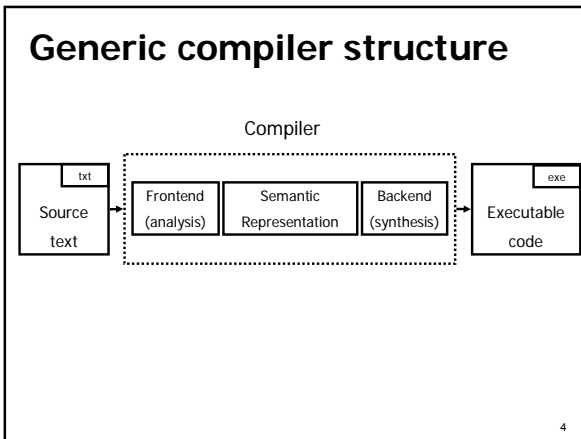 Generic compiler structure
Compiler
txt
Source
text
Frontend
(analysis)
Semantic
Representation
Backend
(synthesis)
exe
Executable
code
4